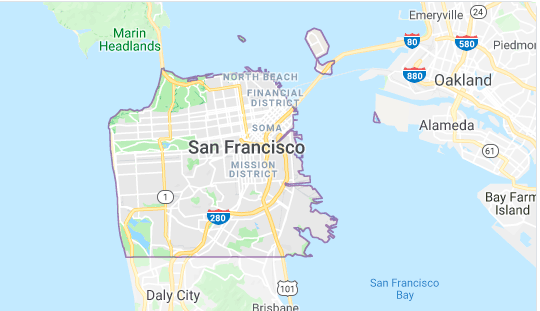 Emeryville
24
Marin
Headlands
80
580
Piedmon
NORTH BEACH
880
Oakland
FINANCIAL
DISTRICT
SOMA
Alameda
San Francisco
61
MISSION
DISTRICT
1
Bay Farm
Island
280
San Francisco
Bay
101
Daly City
Brisbane